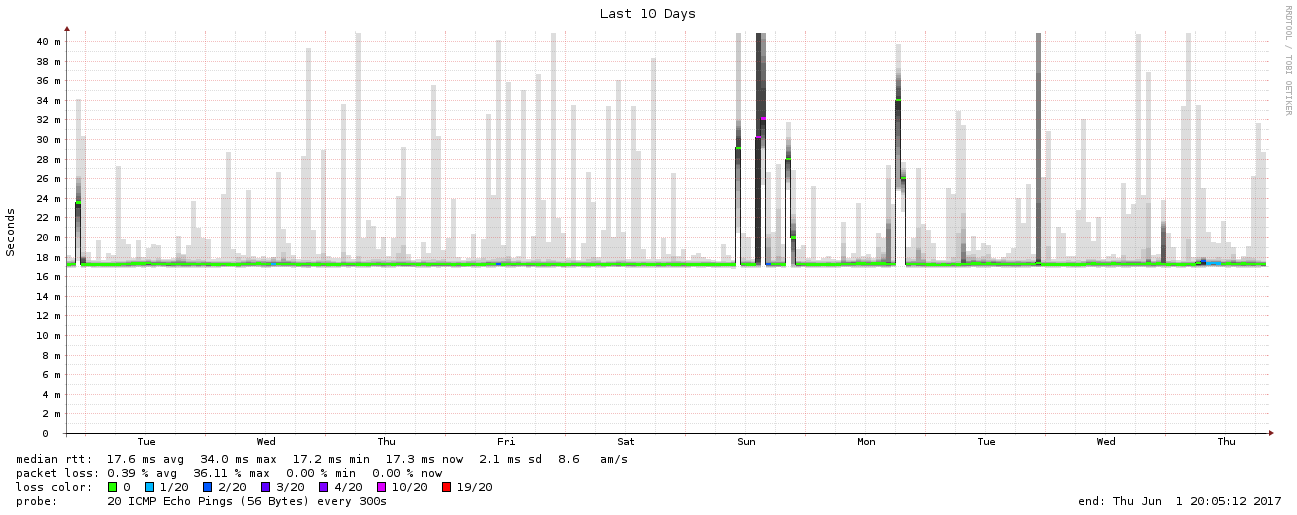 Last 10 Days
RRDTOOL / TOBI OETIKER
Seconds
40 m
38 m
36 m
34 m
32 m
30 m
28 m
26 m
24 m
22 m
20 m
18 m
16 m
14 m
12 m
10 m
8 m
6 m
4 m
2 m
0
Tue Wed Thu Fri Sat Sun Mon Tue Wed Thu
median rtt: 17.6 ms avg 34.0 ms max 17.2 ms min 17.3 ms now 2.1 ms sd 8.6 am/s
packet loss: 0.39 % avg 36.11 % max 0.00 % min 0.00 % now
loss color: 0 1/20 2/20 3/20 4/20 10/20 19/20
probe: 20 ICMP Echo Pings (56 Bytes) every 300s end: Thu Jun 1 20:05:12 2017